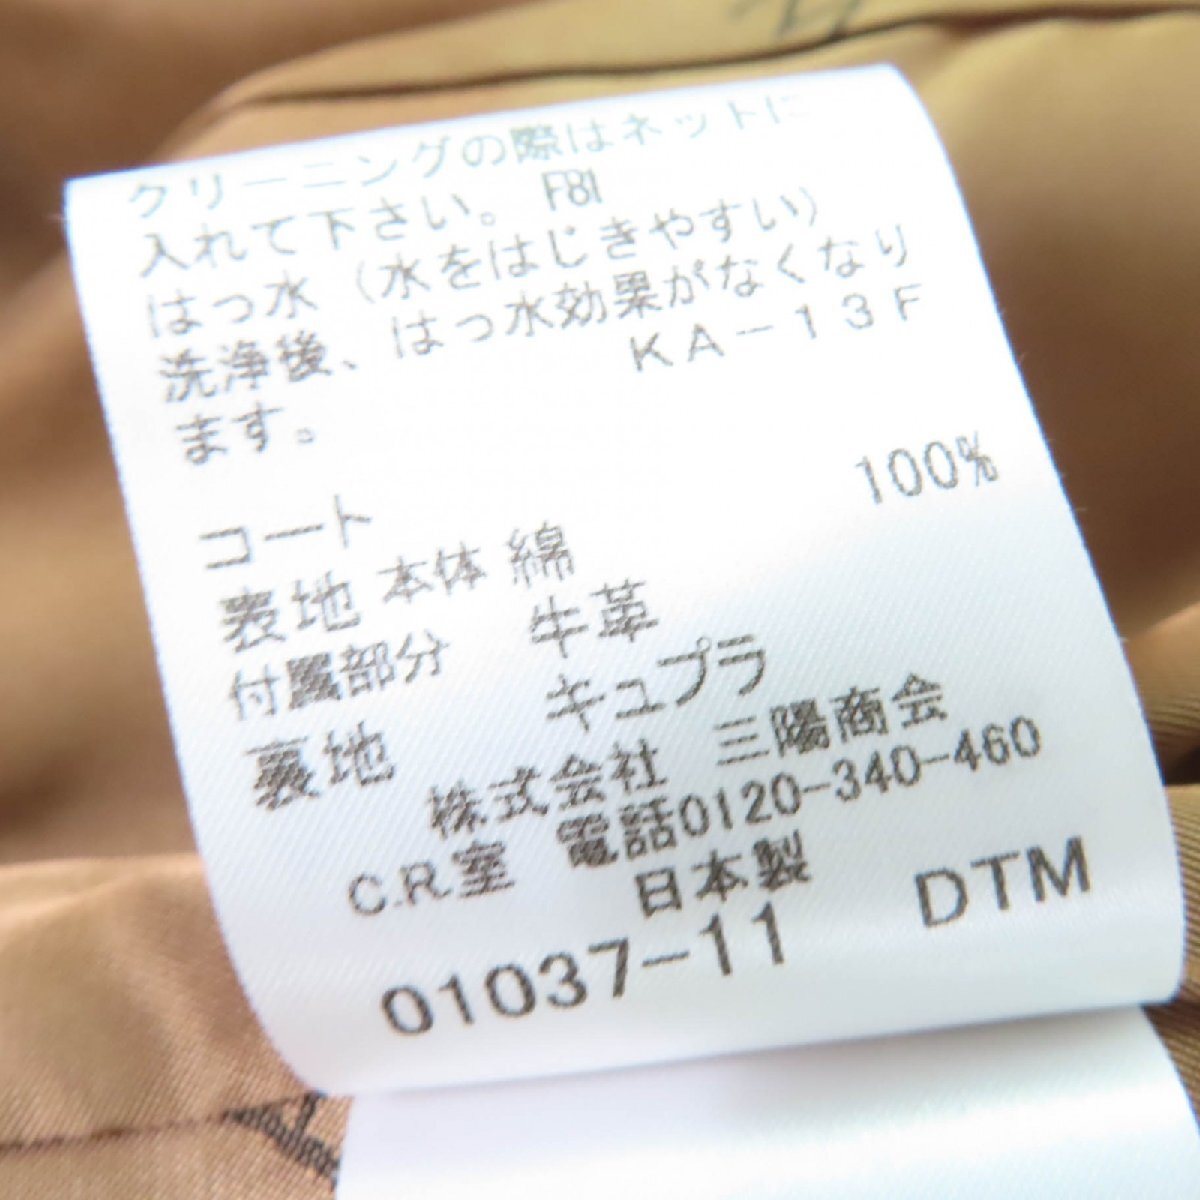 クリーニングの際はネットに
入れて下さい。 F81
はっ水（水をはじきやすい）
洗浄後、はっ水効果がなくなり
ます。 KA-13F
コート
表地 本体 綿 100%
付属部分 牛革
裏地 キュプラ
株式会社 三陽商会
C.R.室 電話0120-340-460
日本製
01037-11 DTM